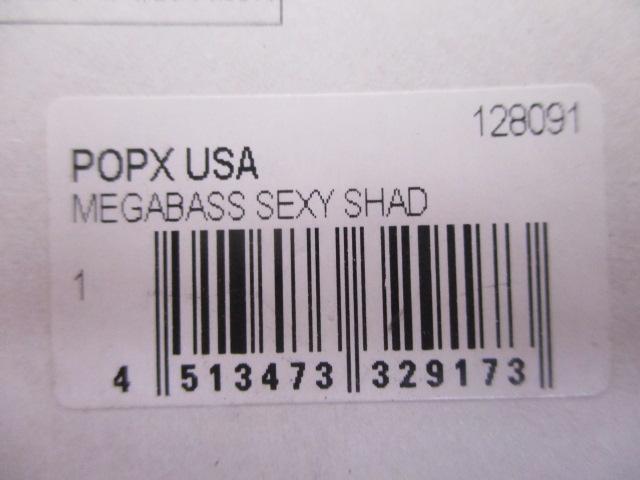 128091
POPX USA
MEGABASS SEXY SHAD
1
4 513473 329173